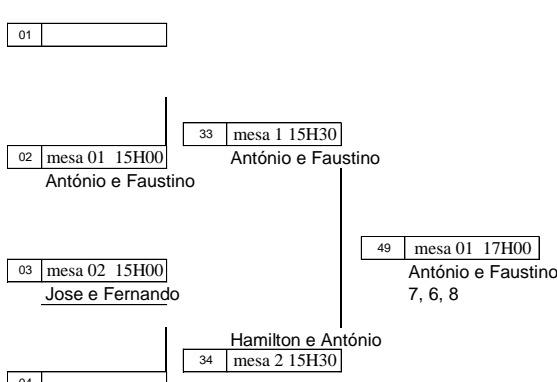 01
33 mesa 1 15H30
02 mesa 01 15H00
António e Faustino
António e Faustino
49 mesa 01 17H00
03 mesa 02 15H00
António e Faustino
Jose e Fernando
7, 6, 8
Hamilton e António
34 mesa 2 15H30
04